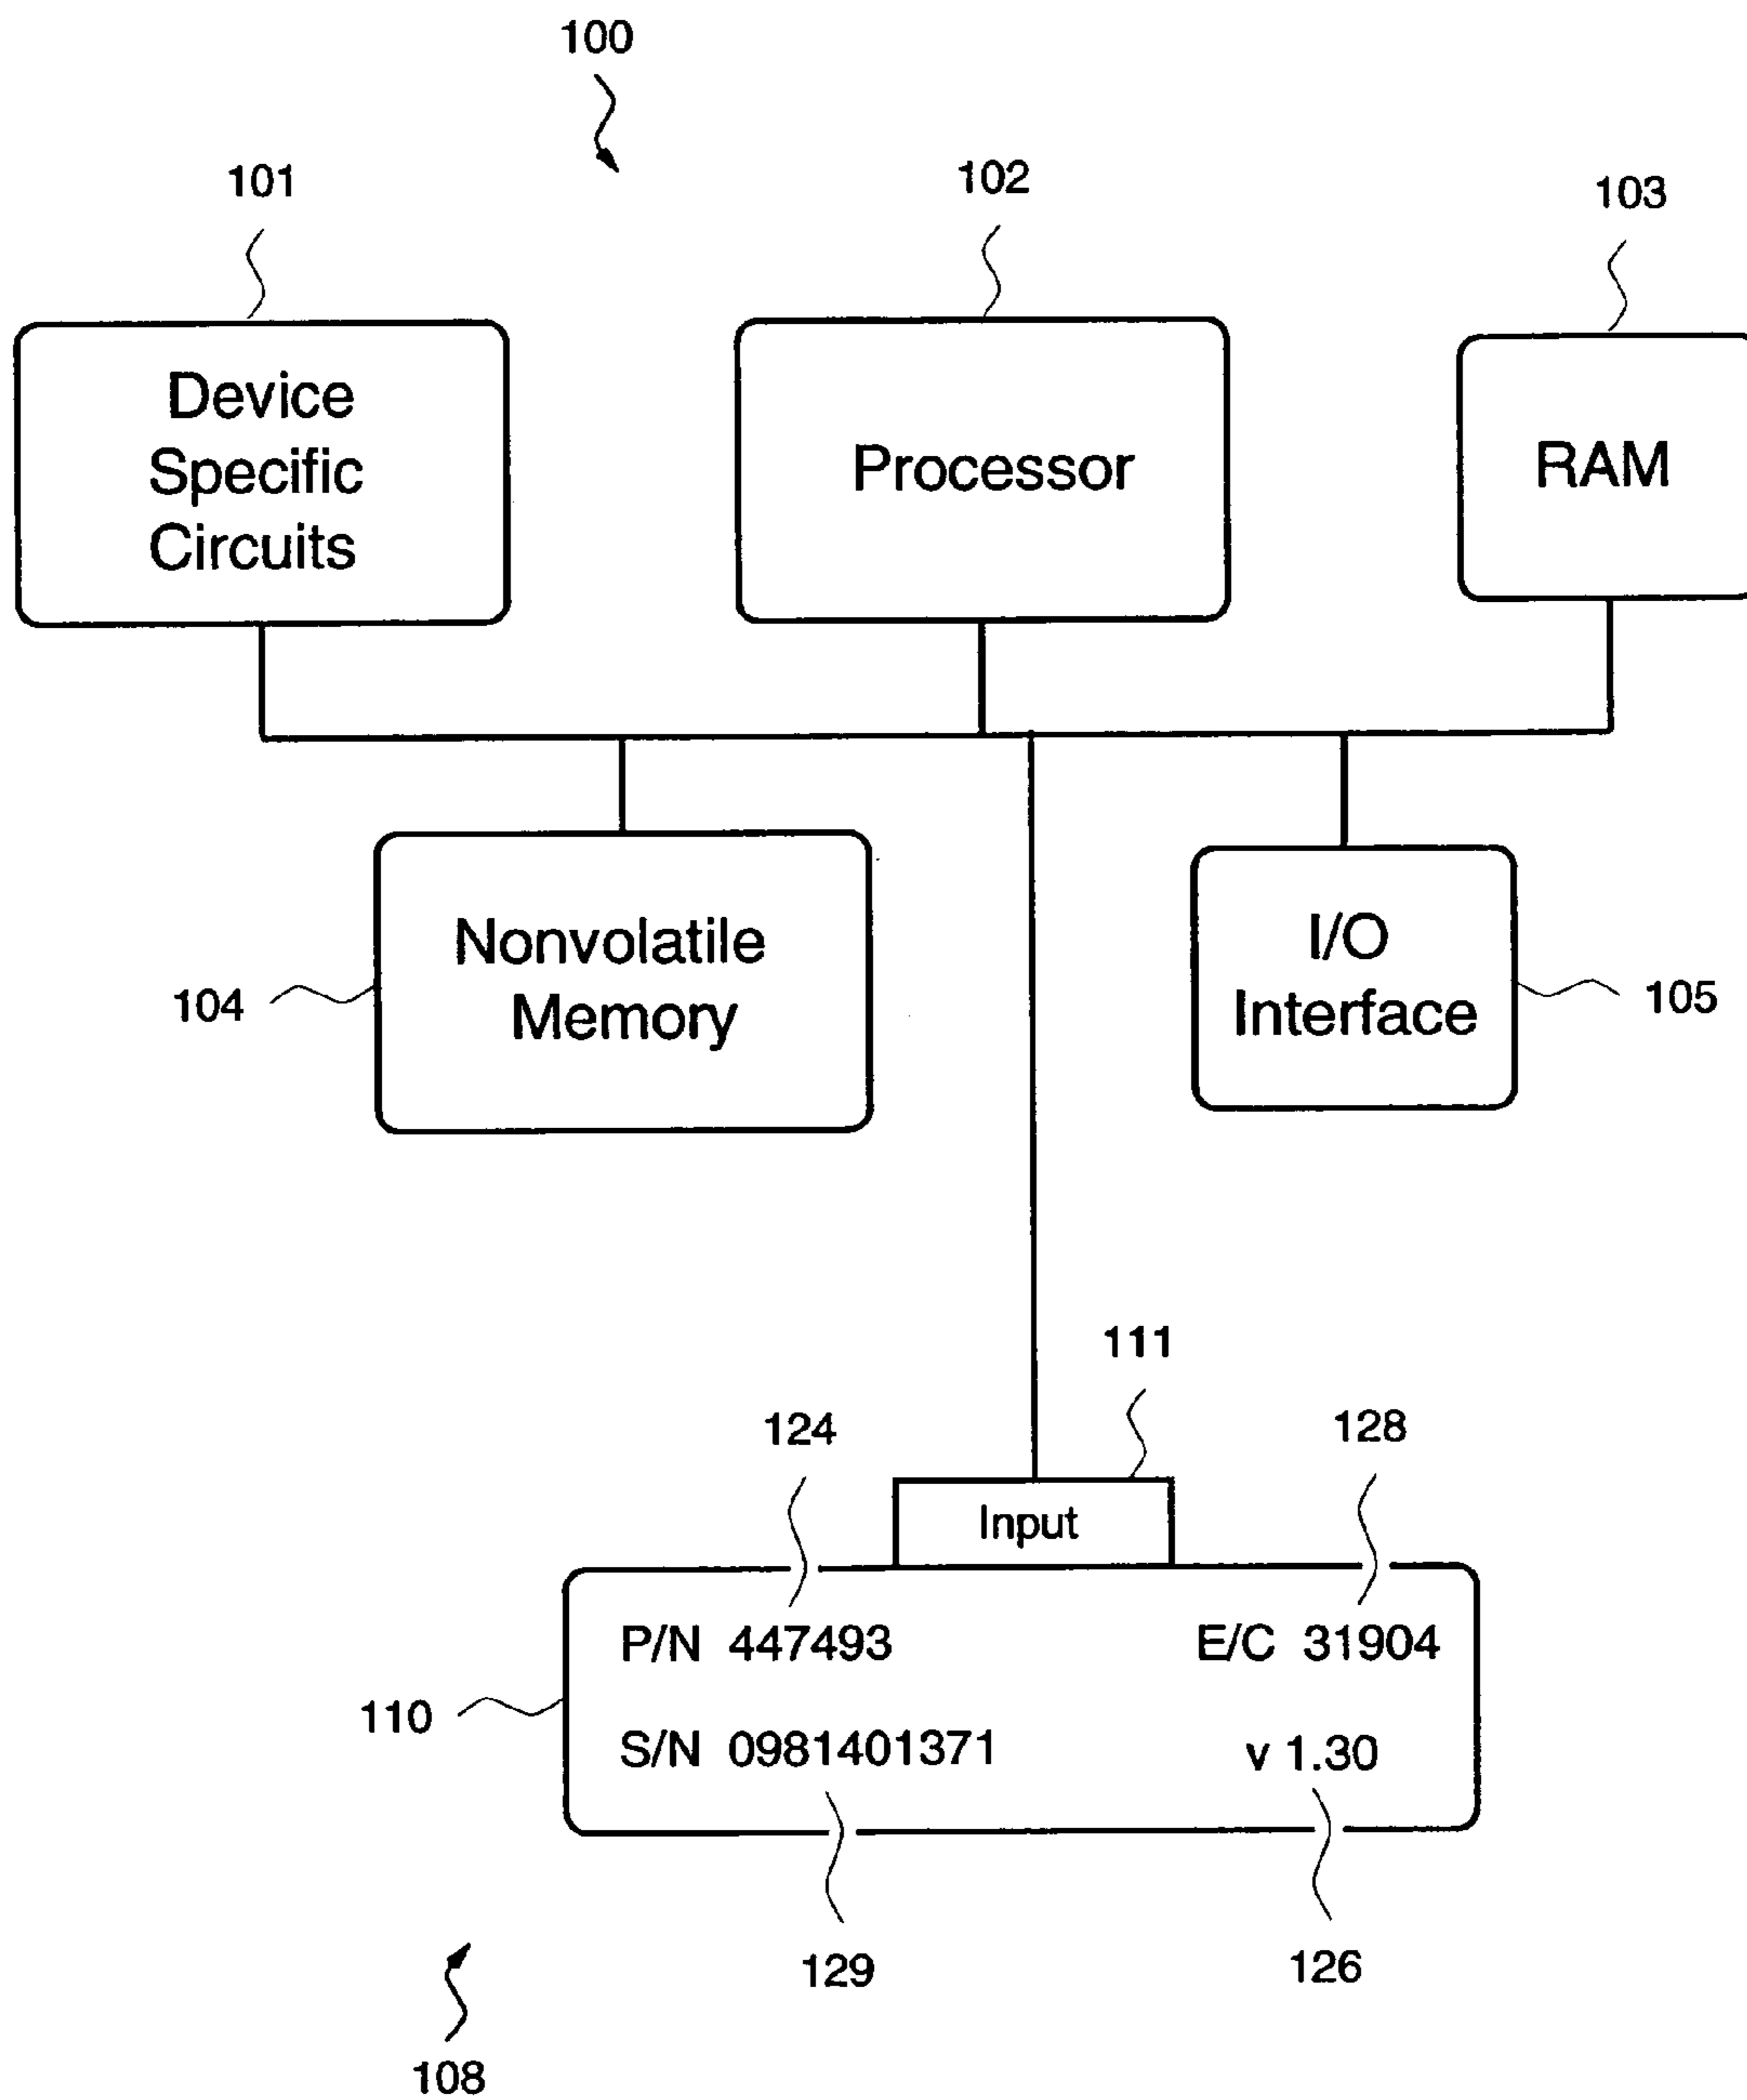 100
101
102
103
Device
Specific
Circuits
Processor
RAM
Nonvolatile
Memory
I/O
Interface
104
105
111
124
128
Input
P/N 447493
E/C 31904
110
S/N 0981401371
v 1.30
129
126
108